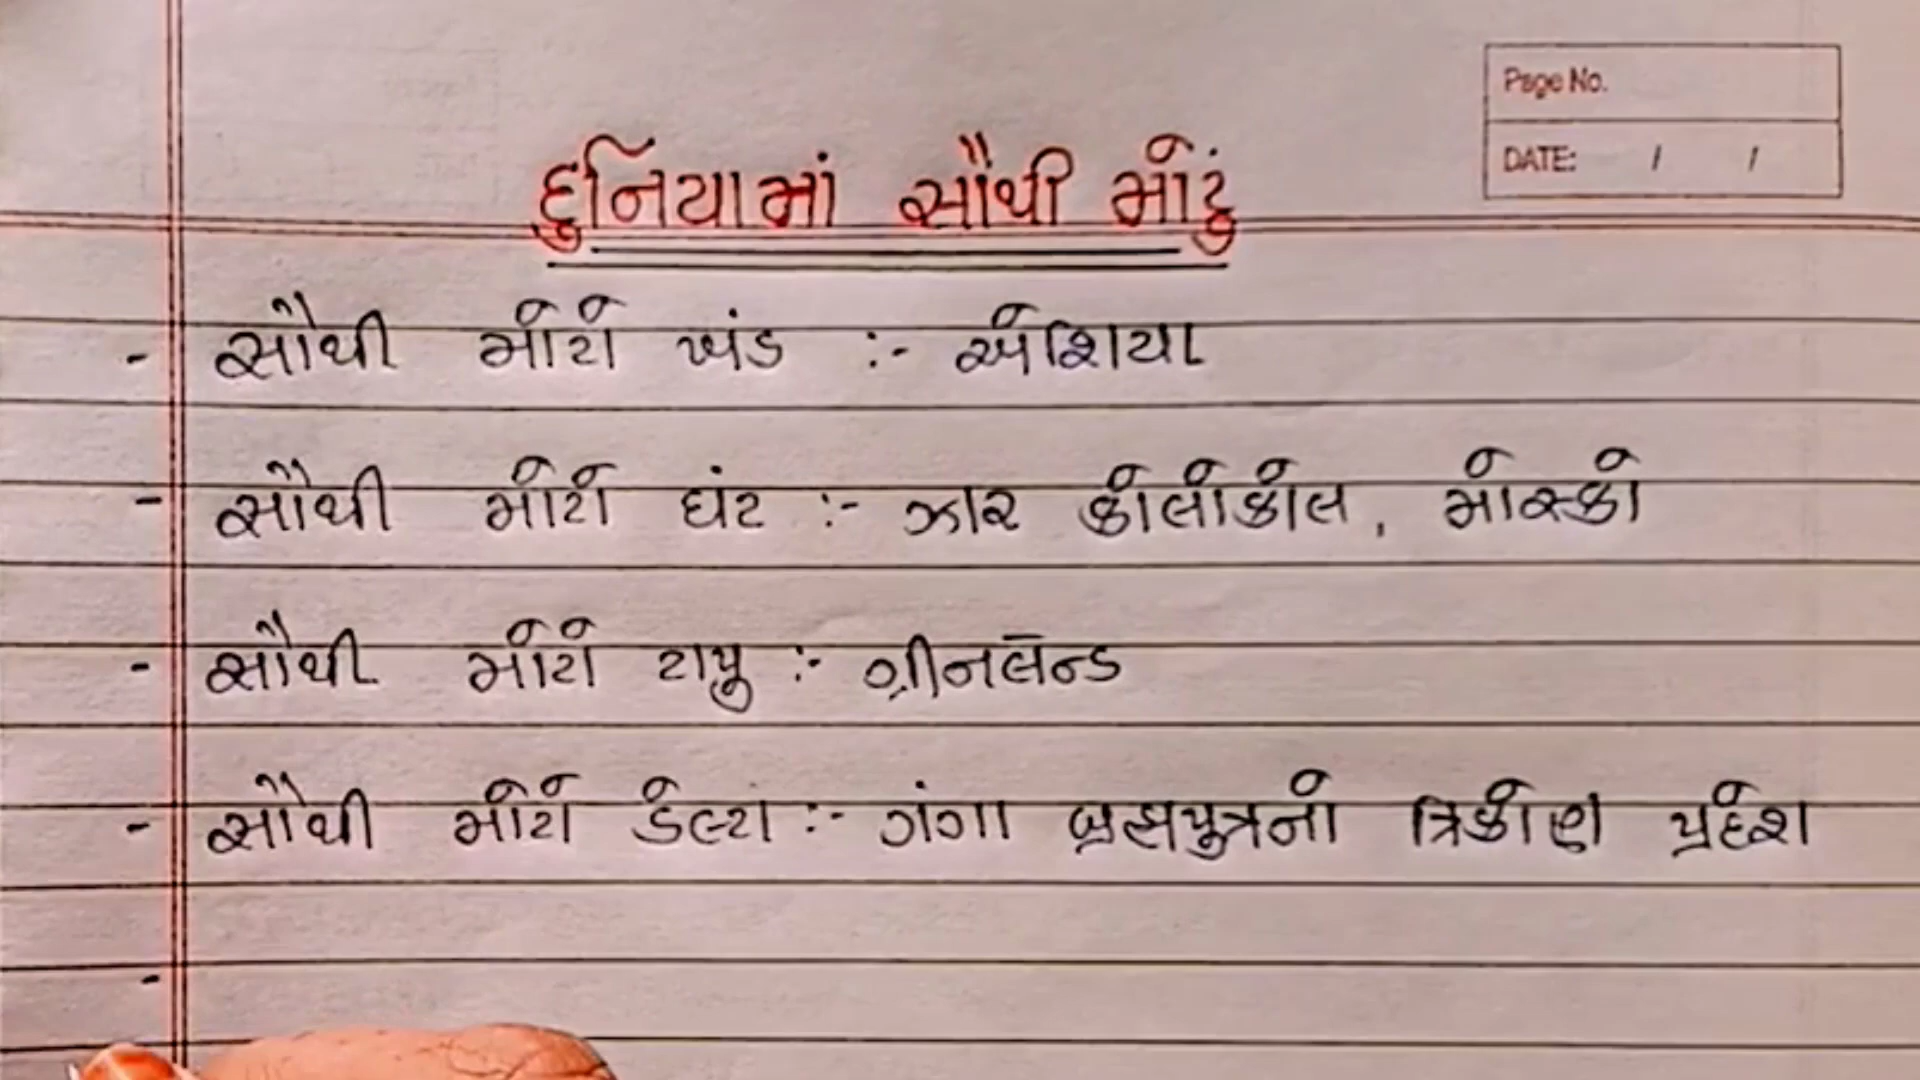 Page No.
DATE: / /
દુનિયામાં સૌથી મોટું
- સૌથી મોટો ખંડ :- એશિયા
- સૌથી મોટો ઘંટ :- ઝાર કોલોકોલ, મોસ્કો
- સૌથી મોટો ટાપુ :- ગ્રીનલૅન્ડ
- સૌથી મોટો ડેલ્ટા :- ગંગા બ્રહ્મપુત્રનો ત્રિકોણ પ્રદેશ
-